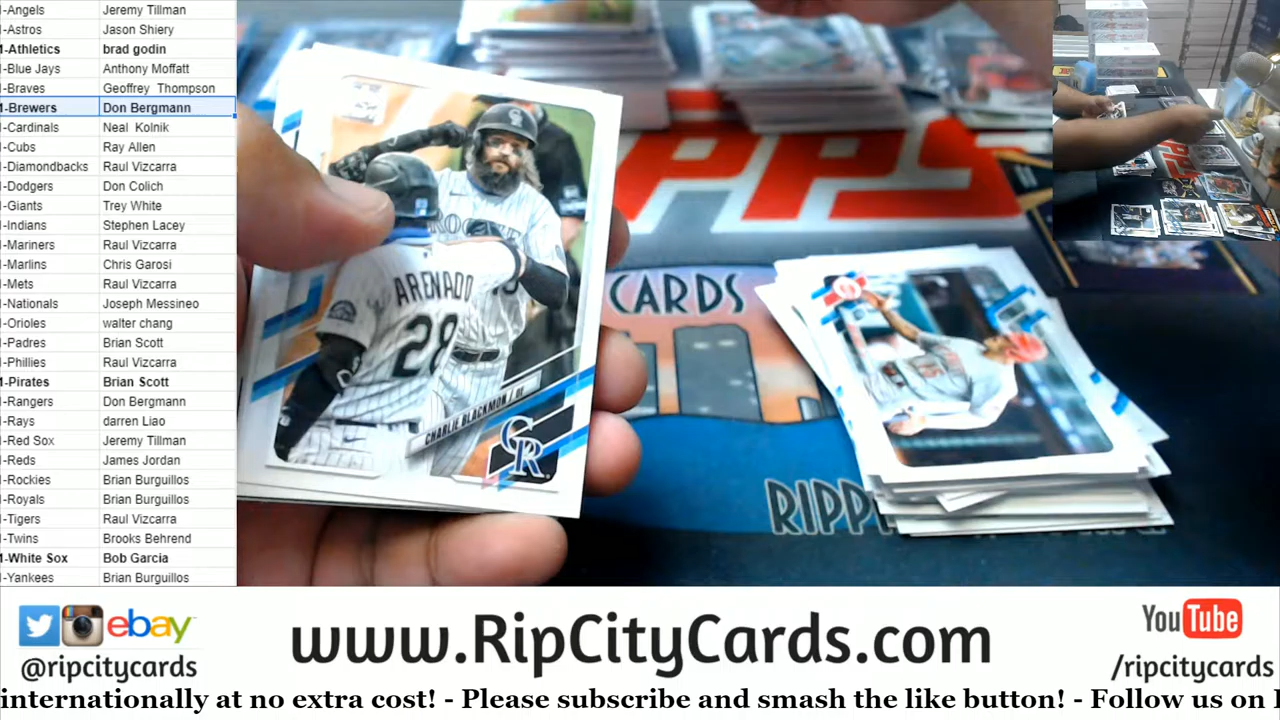 I-Angels Jeremy Tillman
I-Astros Jason Shiery
I-Athletics brad godin
I-Blue Jays Anthony Moffatt
I-Braves Geoffrey Thompson
I-Brewers Don Bergmann
I-Cardinals Neal Kolnik
I-Cubs Ray Allen
I-Diamondbacks Raul Vizcarra
I-Dodgers Don Colich
I-Giants Trey White
I-Indians Stephen Lacey
I-Mariners Raul Vizcarra
I-Marlins Chris Garosi
I-Mets Raul Vizcarra
I-Nationals Joseph Messineo
I-Orioles walter chang
I-Padres Brian Scott
I-Phillies Raul Vizcarra
I-Pirates Brian Scott
I-Rangers Don Bergmann
I-Rays darren Liao
I-Red Sox Jeremy Tillman
I-Reds James Jordan
I-Rockies Brian Burguillos
I-Royals Brian Burguillos
I-Tigers Raul Vizcarra
I-Twins Brooks Behrend
I-White Sox Bob Garcia
I-Yankees Brian Burguillos
ARENADO
28
CHARLIE BLACKMON / OF
CR
PPS
CARDS
RIPP
ebay
@ripcitycards
www.RipCityCards.com
YouTube
/ripcitycards
internationally at no extra cost! - Please subscribe and smash the like button! - Follow us on